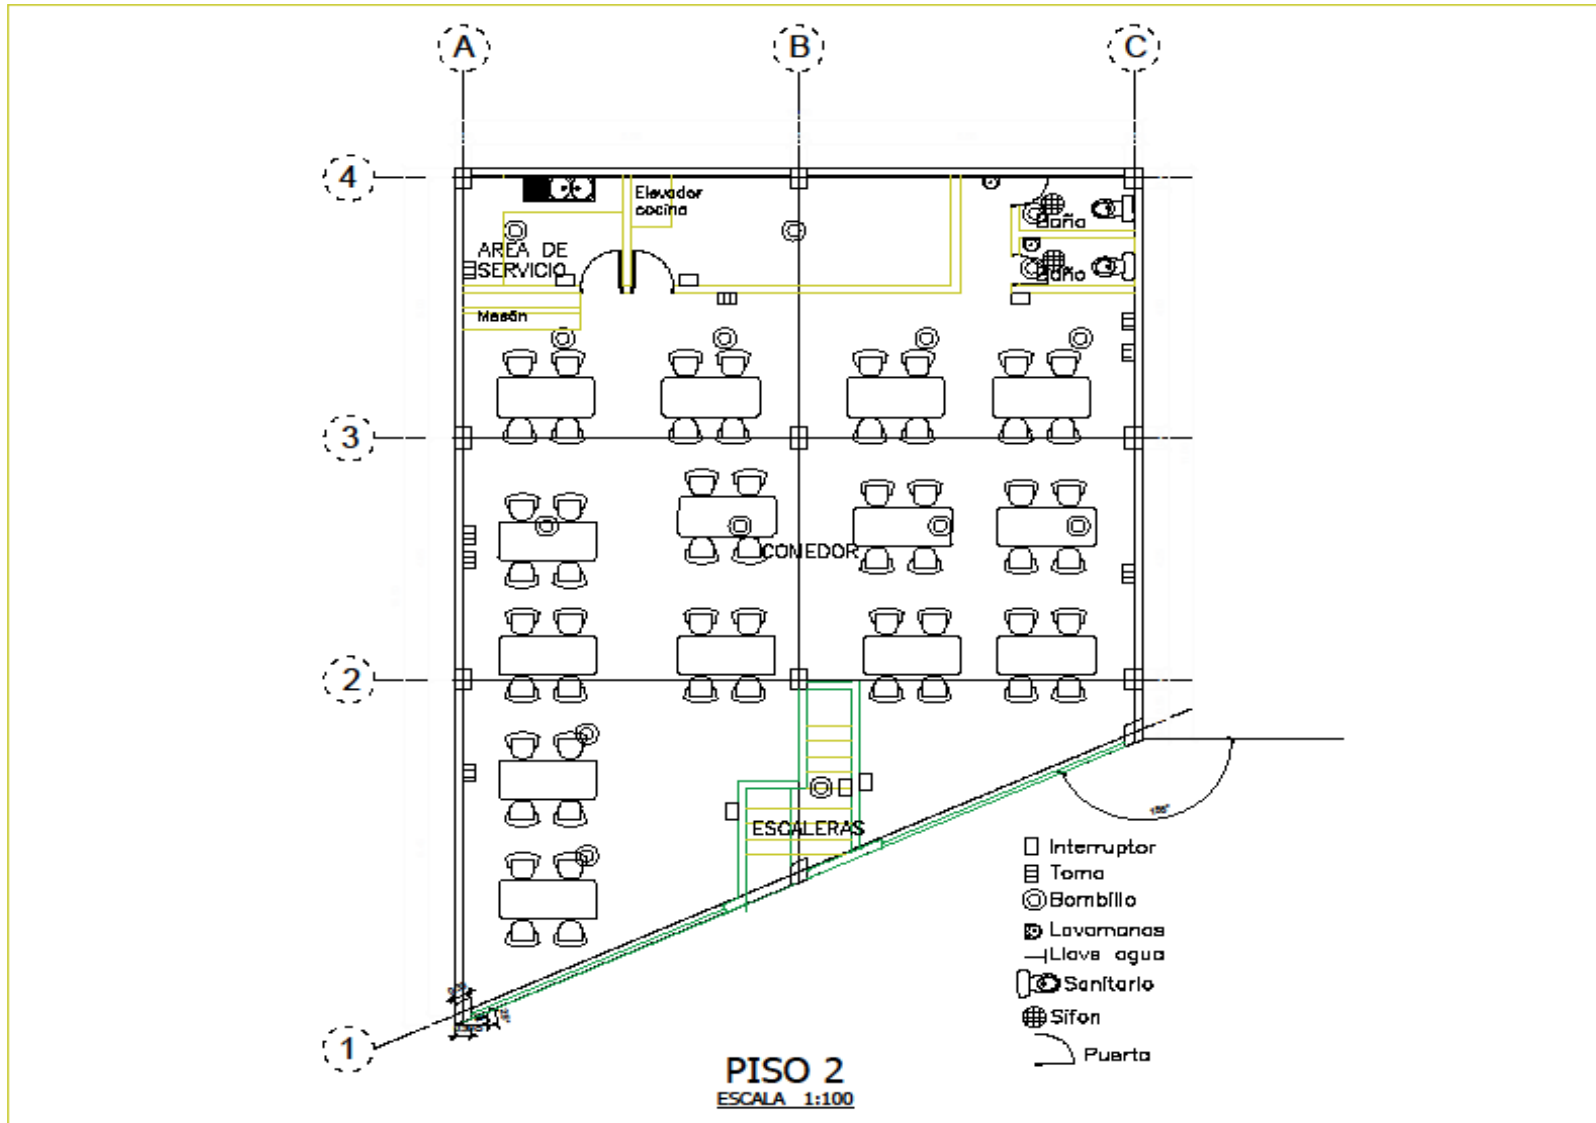 A
B
C
4
Elevador
cocina
Baño
AREA DE
SERVICIO
Baño
Mesón
3
COMEDOR
2
ESCALERAS
Interruptor
Toma
Bombillo
Lavamanos
Llave agua
Sanitario
Sifon
Puerta
1
PISO 2
ESCALA 1:100